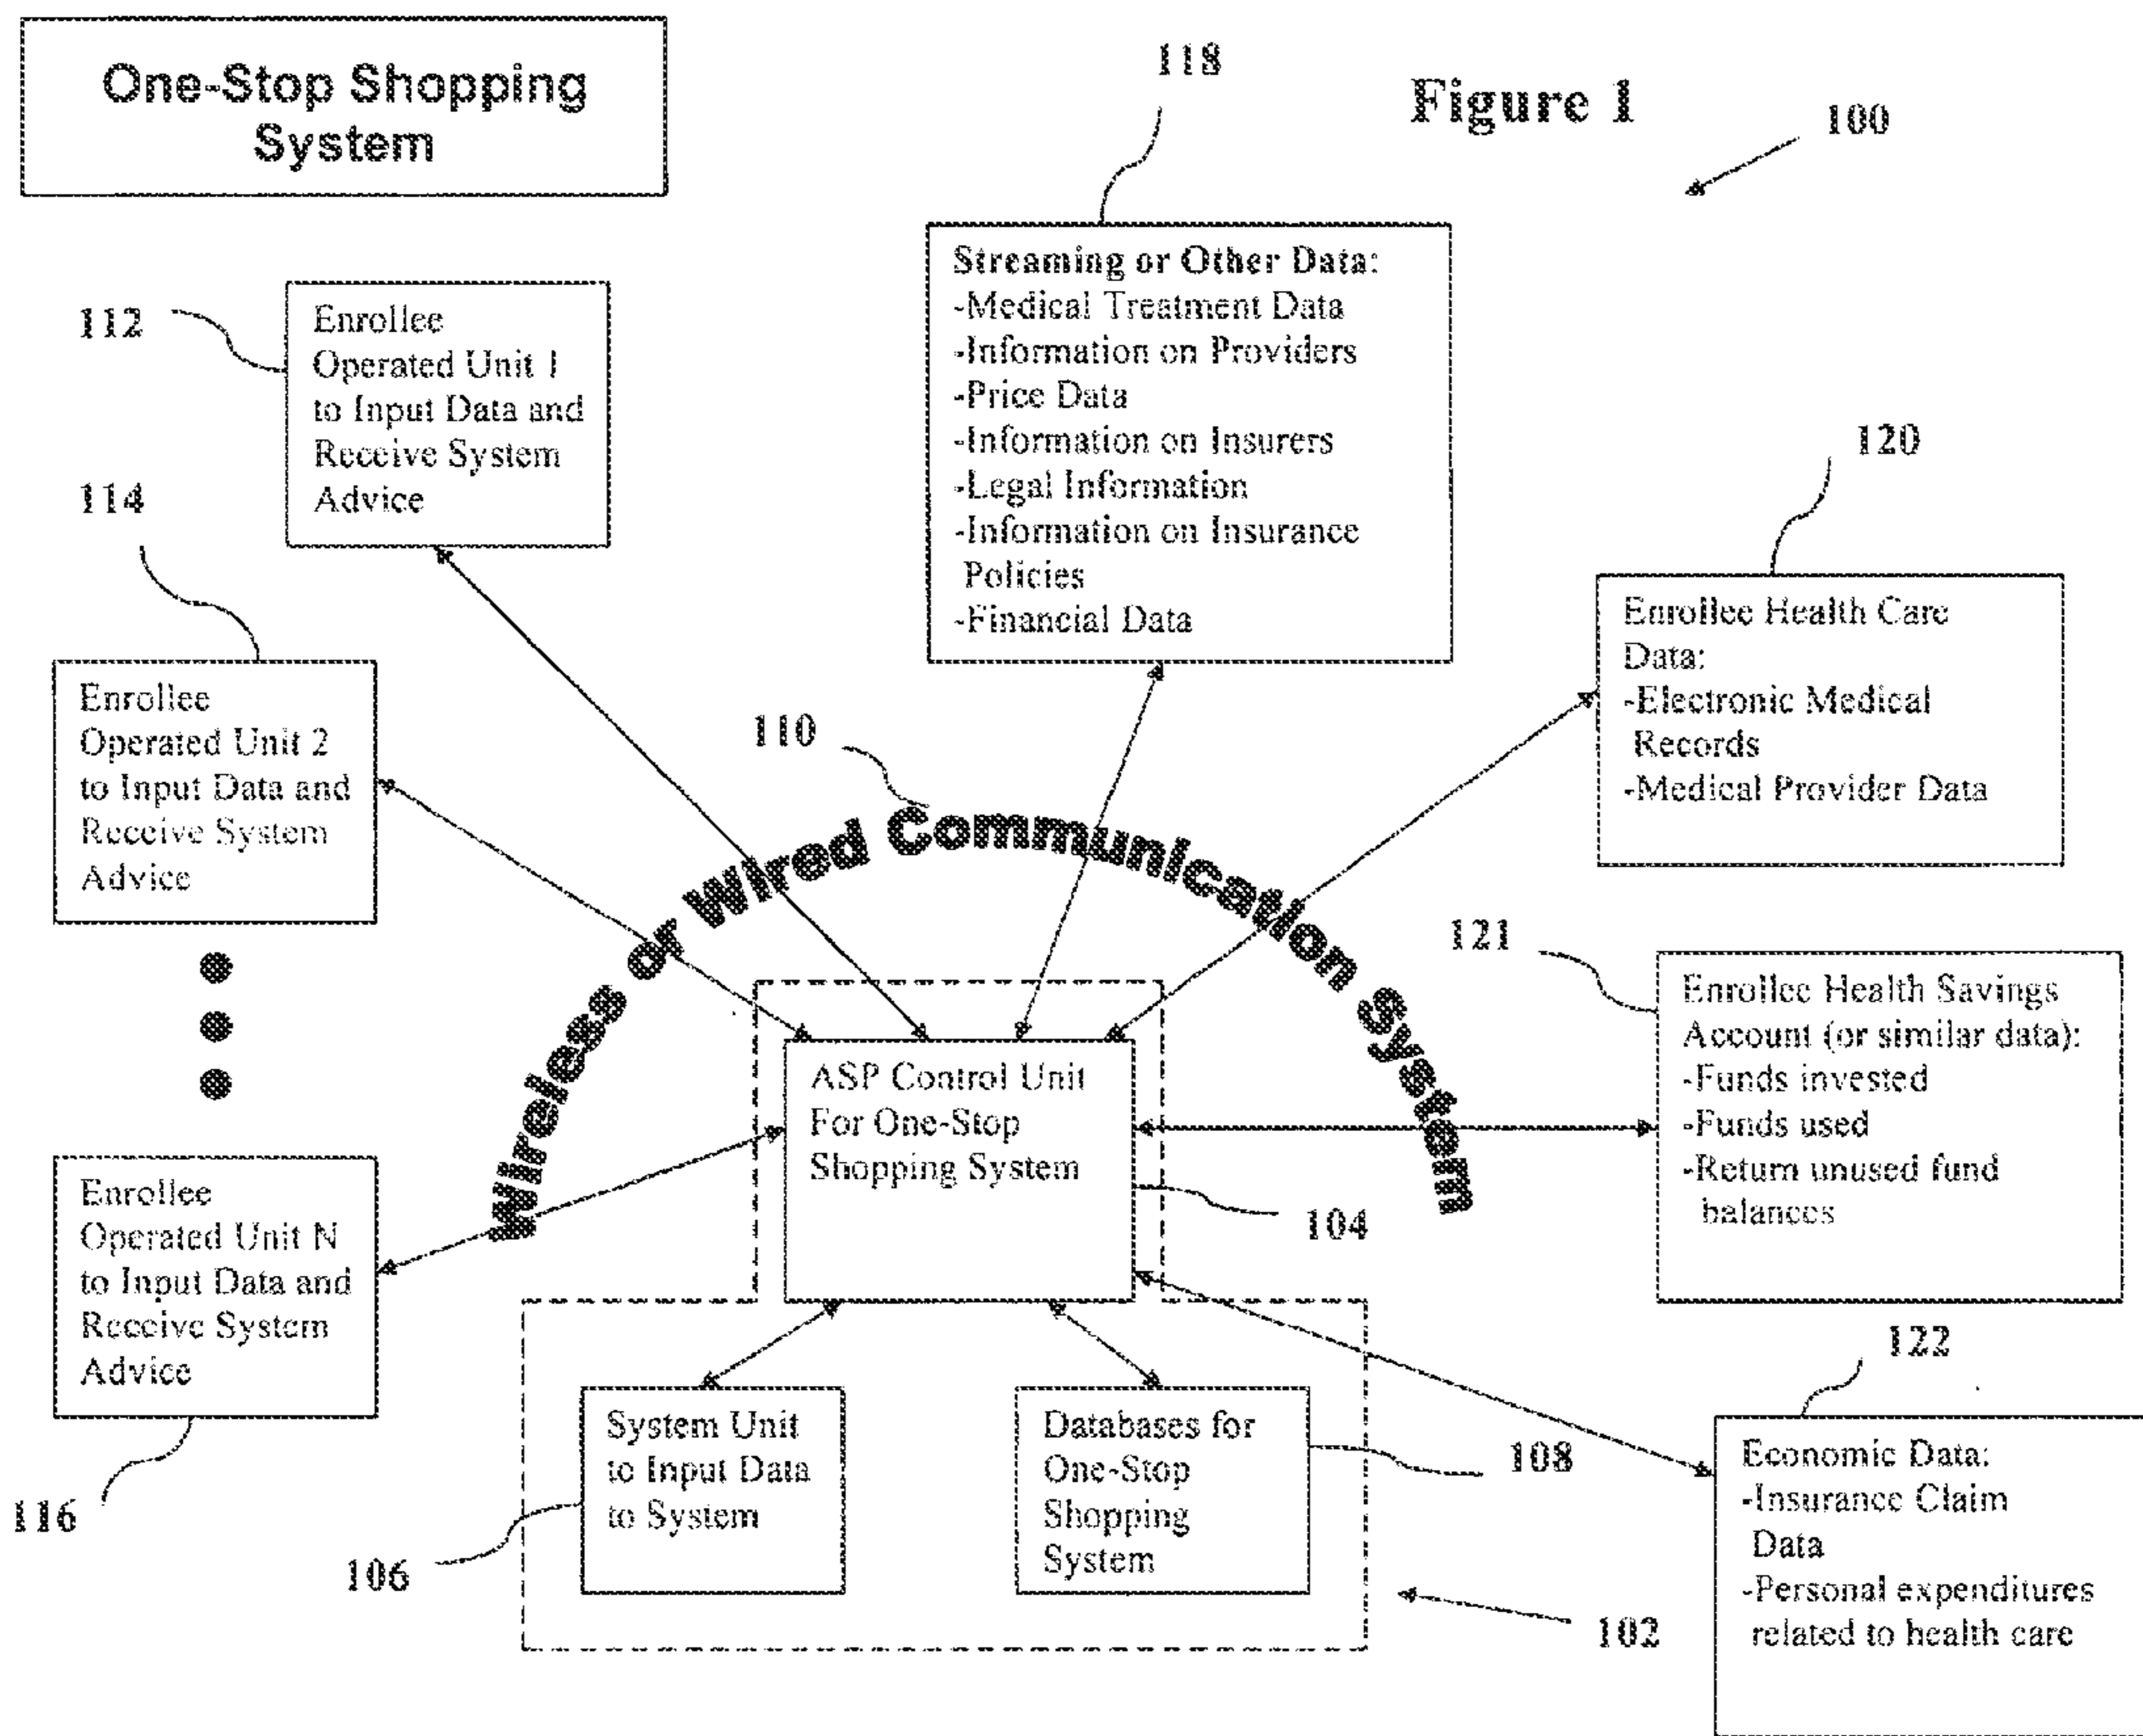 One-Stop Shopping
System
Figure 1
100
118
Streaming or Other Data:
-Medical Treatment Data
-Information on Providers
-Price Data
-Information on Insurers
-Legal Information
-Information on Insurance
Policies
-Financial Data
112
Enrollee
Operated Unit 1
to Input Data and
Receive System
Advice
114
Enrollee
Operated Unit 2
to Input Data and
Receive System
Advice
120
Enrollee Health Care
Data:
-Electronic Medical
Records
-Medical Provider Data
110
Wireless or Wired Communication System
121
Enrollee Health Savings
Account (or similar data):
-Funds invested
-Funds used
-Return unused fund
balances
ASP Control Unit
For One-Stop
Shopping System
104
Enrollee
Operated Unit N
to Input Data and
Receive System
Advice
116
System Unit
to Input Data
to System
106
Databases for
One-Stop
Shopping
System
108
102
122
Economic Data:
-Insurance Claim
Data
-Personal expenditures
related to health care